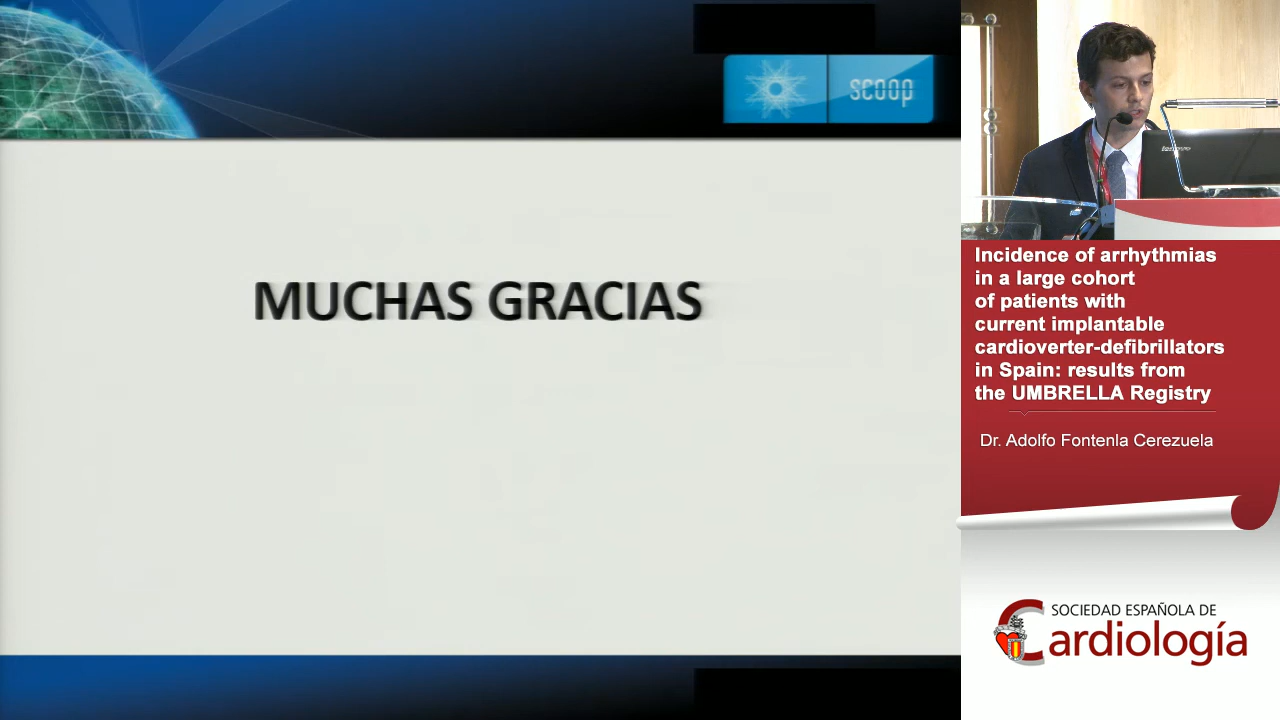 scoop
MUCHAS GRACIAS
Incidence of arrhythmias
in a large cohort
of patients with
current implantable
cardioverter-defibrillators
in Spain: results from
the UMBRELLA Registry
Dr. Adolfo Fontenla Cerezuela
SOCIEDAD ESPAÑOLA DE
Cardiología